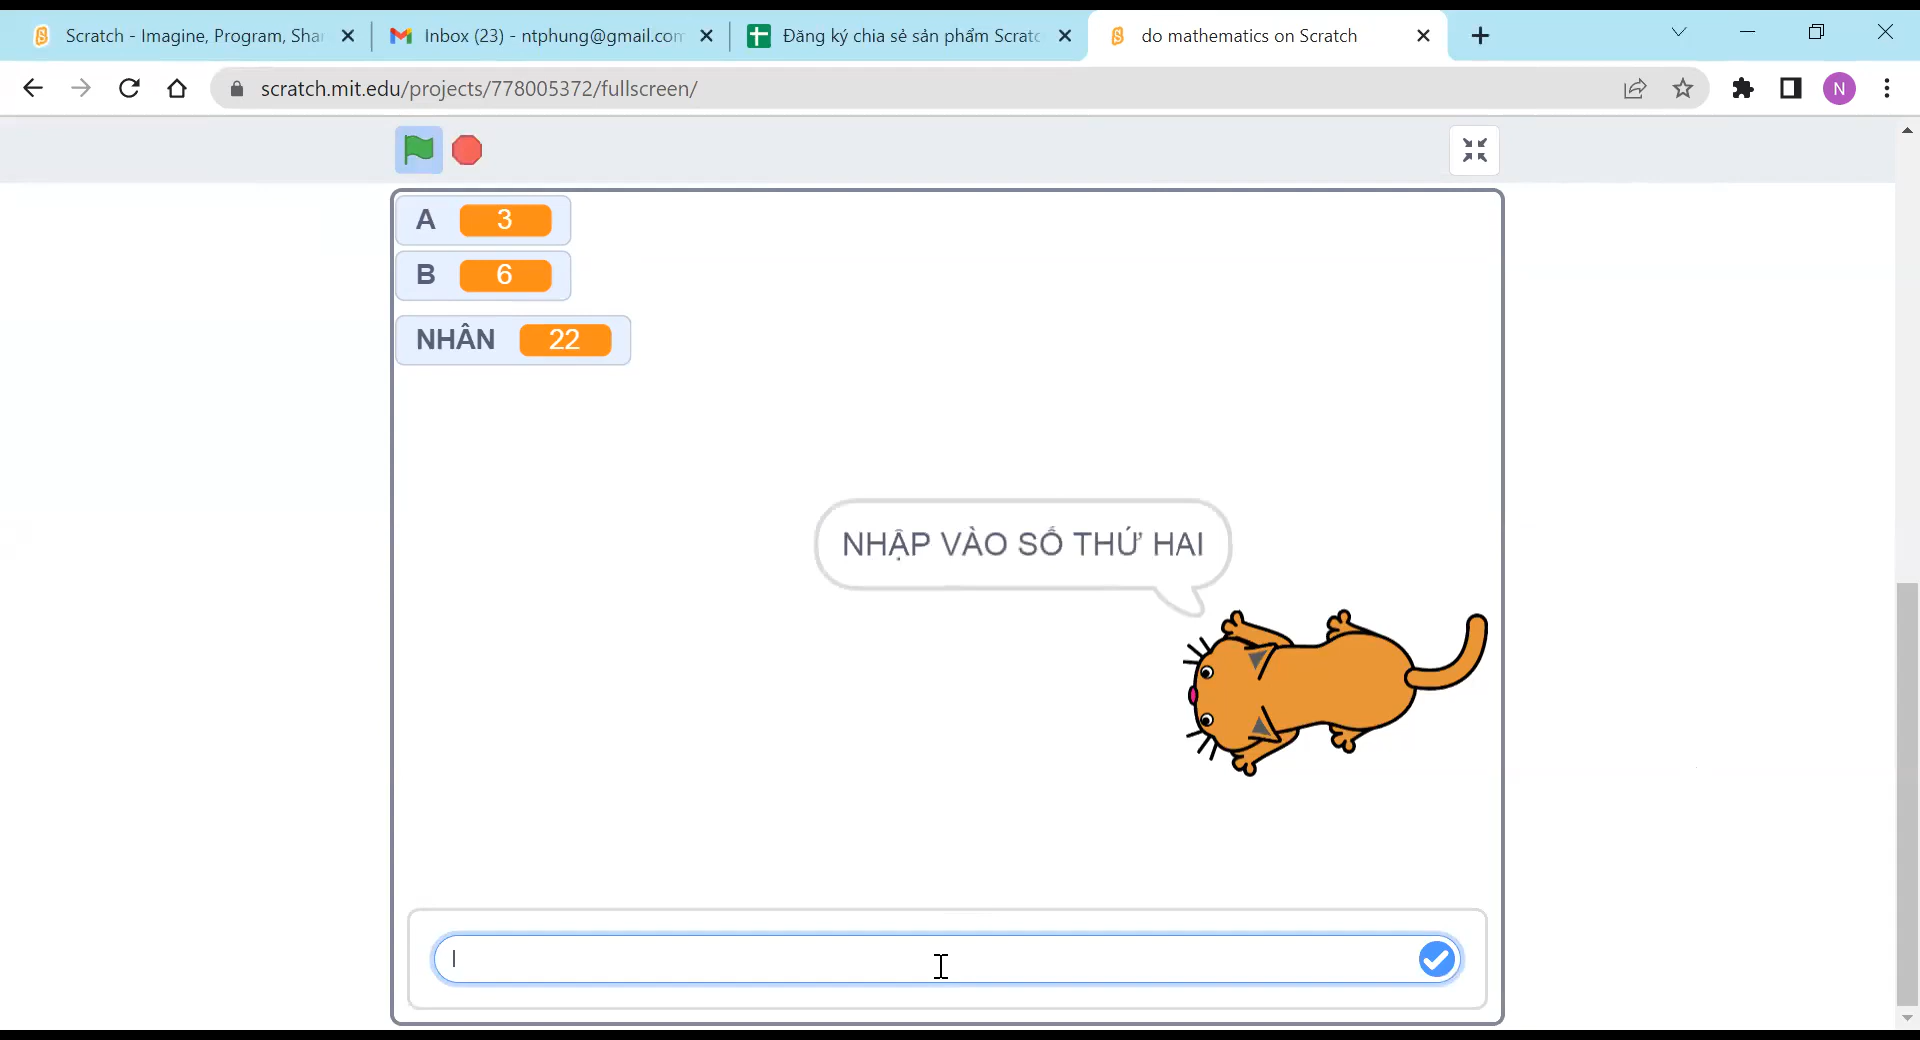 Scratch - Imagine, Program, Shar
Inbox (23) - ntphung@gmail.com
Đăng ký chia sẻ sản phẩm Scratc
do mathematics on Scratch
scratch.mit.edu/projects/778005372/fullscreen/
N
A 3
B 6
NHÂN 22
NHẬP VÀO SỐ THỨ HAI